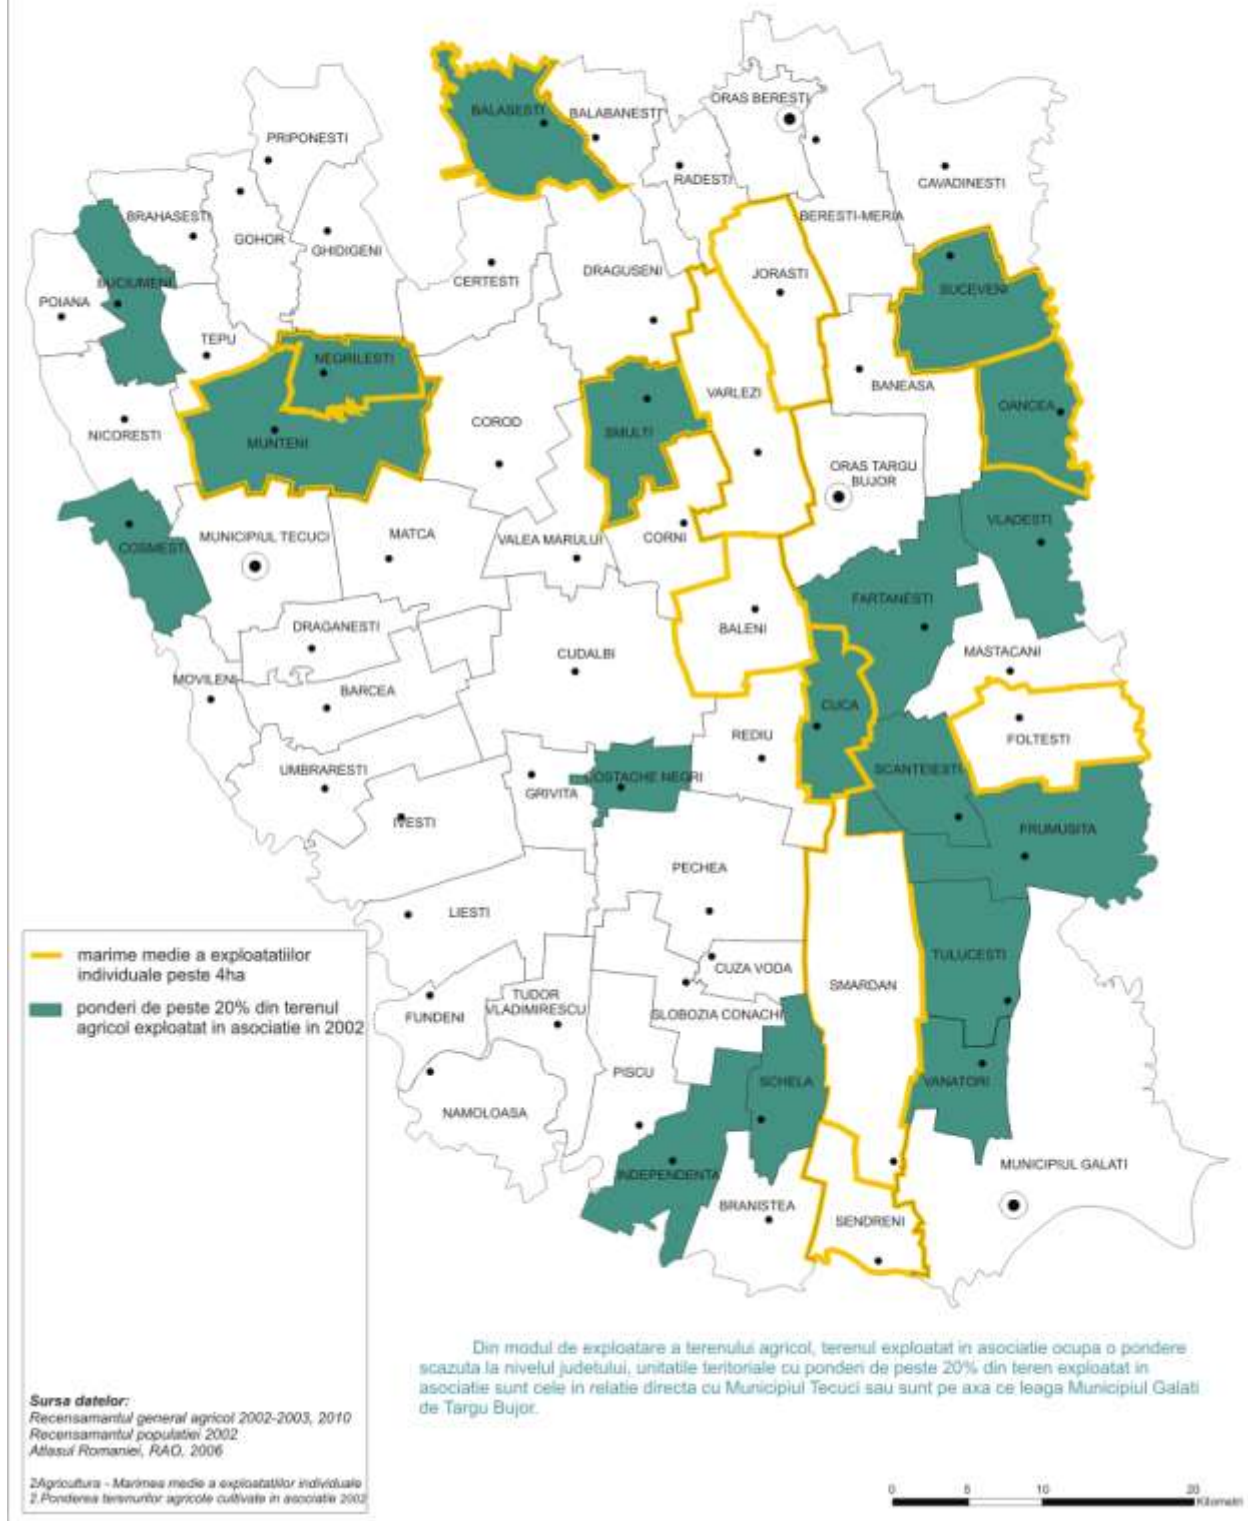 ORAS BERESTI
BALASESTI
BALABANESTI
PRIPONESTI
RADESTI
CAVADINESTI
BRAHASESTI
BERESTI-MERIA
GOHOR
GHIDIGENI
DRAGUSENI
JORASTI
BUCIUMENI
CERTESTI
SUCEVENI
POIANA
TEPU
NEGRILESTI
VARLEZI
BANEASA
OANCEA
COROD
NICORESTI
MUNTENI
SMULTI
ORAS TARGU
BUJOR
VLADESTI
COSMESTI
MUNICIPIUL TECUCI
MATCA
VALEA MARULUI
CORNI
FARTANESTI
DRAGANESTI
BALENI
CUDALBI
MASTACANI
MOVILENI
BARCEA
CUCA
REDIU
FOLTESTI
UMBRARESTI
COSTACHE NEGRI
SCANTEIESTI
GRIVITA
IVESTI
FRUMUSITA
PECHEA
LIESTI
TULUCESTI
CUZA VODA
SMARDAN
TUDOR
VLADIMIRESCU
FUNDENI
SLOBOZIA CONACHI
PISCU
SCHELA
VANATORI
NAMOLOASA
MUNICIPIUL GALATI
INDEPENDENTA
BRANISTEA
SENDRENI
marime medie a exploatatiilor
individuale peste 4ha
ponderi de peste 20% din terenul
agricol exploatat in asociatie in 2002
Din modul de exploatare a terenului agricol, terenul exploatat in asociatie ocupa o pondere
scazuta la nivelul judetului, unitatile teritoriale cu ponderi de peste 20% din teren exploatat in
asociatie sunt cele in relatie directa cu Municipiul Tecuci sau sunt pe axa ce leaga Municipiul Galati
de Targu Bujor.
Sursa datelor:
Recensamantul general agricol 2002-2003, 2010
Recensamantul populatiei 2002
Atlasul Romaniei, RAO, 2006
2Agricultura - Marimea medie a exploatatiilor individuale
2.Ponderea terenurilor agricole cultivate in asociatie 2002
0 5 10 20
Kilometri